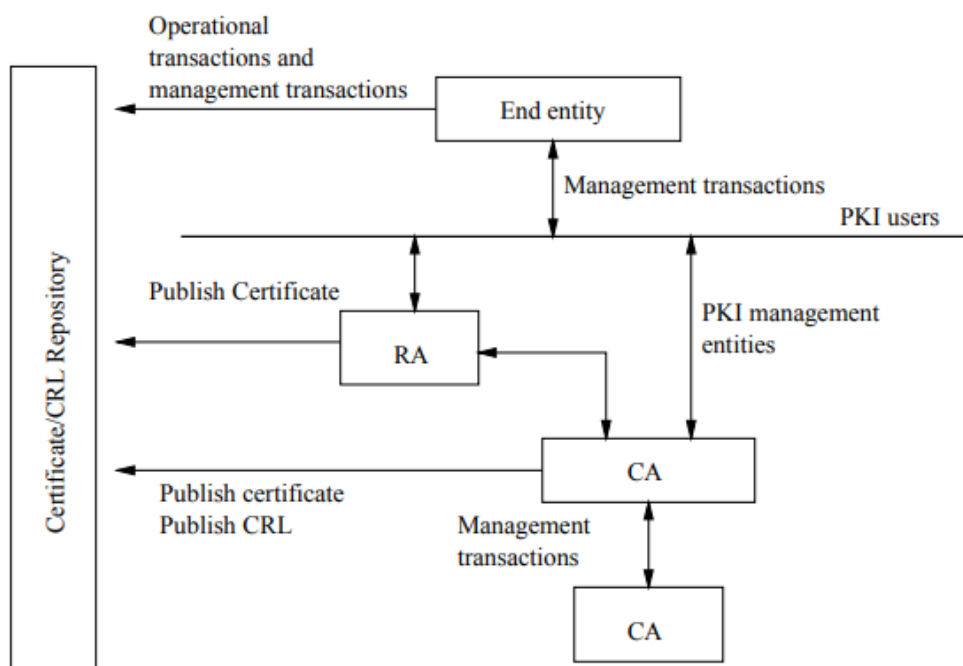 Operational
transactions and
management transactions
End entity
Management transactions
PKI users
Certificate/CRL Repository
Publish Certificate
RA
PKI management
entities
CA
Publish certificate
Publish CRL
Management
transactions
CA